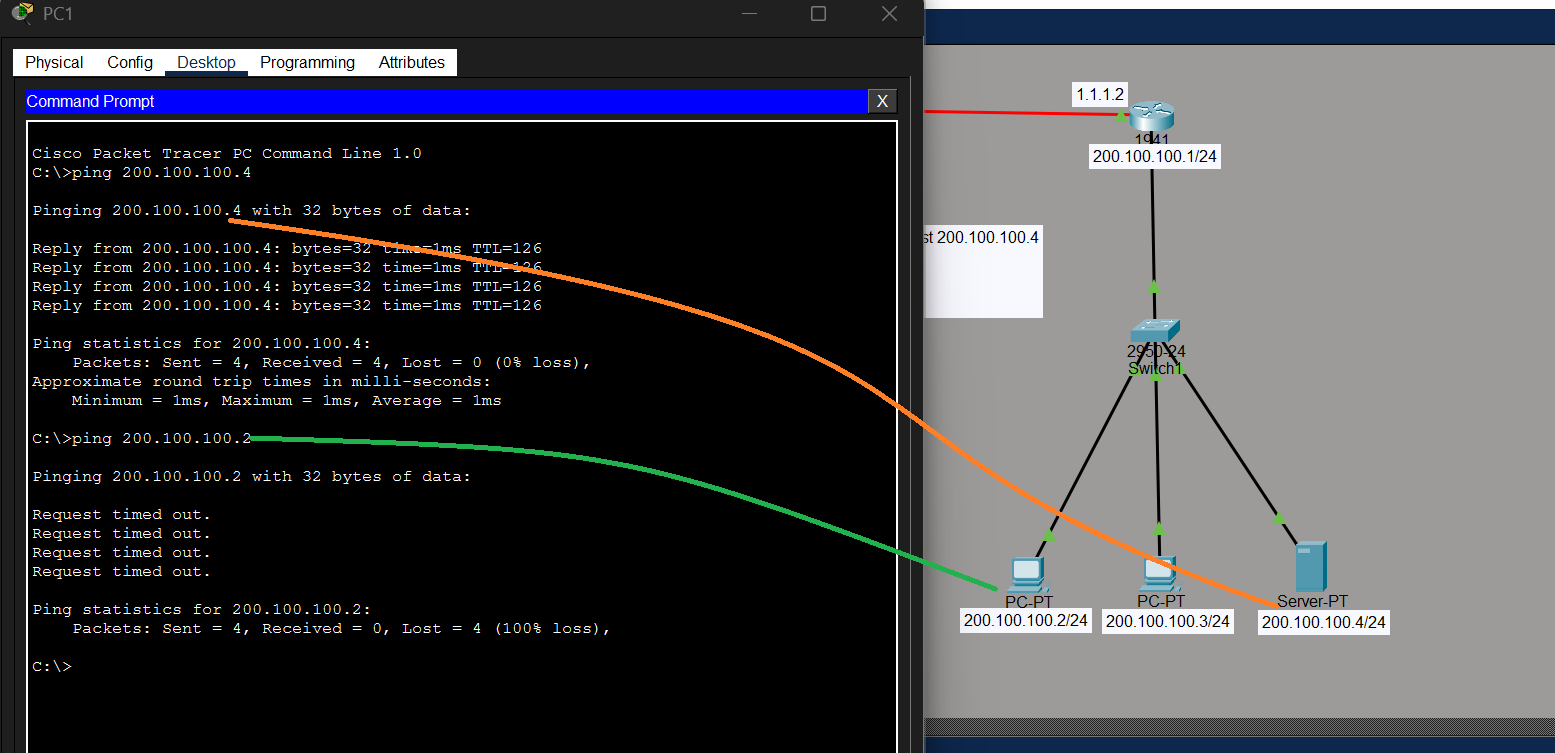 PC1
Physical Config Desktop Programming Attributes
Command Prompt
X
Cisco Packet Tracer PC Command Line 1.0
C:\>ping 200.100.100.4
Pinging 200.100.100.4 with 32 bytes of data:
Reply from 200.100.100.4: bytes=32 time=1ms TTL=126
Reply from 200.100.100.4: bytes=32 time=1ms TTL=126
Reply from 200.100.100.4: bytes=32 time=1ms TTL=126
Reply from 200.100.100.4: bytes=32 time=1ms TTL=126
Ping statistics for 200.100.100.4:
Packets: Sent = 4, Received = 4, Lost = 0 (0% loss),
Approximate round trip times in milli-seconds:
Minimum = 1ms, Maximum = 1ms, Average = 1ms
C:\>ping 200.100.100.2
Pinging 200.100.100.2 with 32 bytes of data:
Request timed out.
Request timed out.
Request timed out.
Request timed out.
Ping statistics for 200.100.100.2:
Packets: Sent = 4, Received = 0, Lost = 4 (100% loss),
C:\>
1.1.1.2
1941
200.100.100.1/24
st 200.100.100.4
2950-24
Switch1
PC-PT
200.100.100.2/24
PC-PT
200.100.100.3/24
Server-PT
200.100.100.4/24